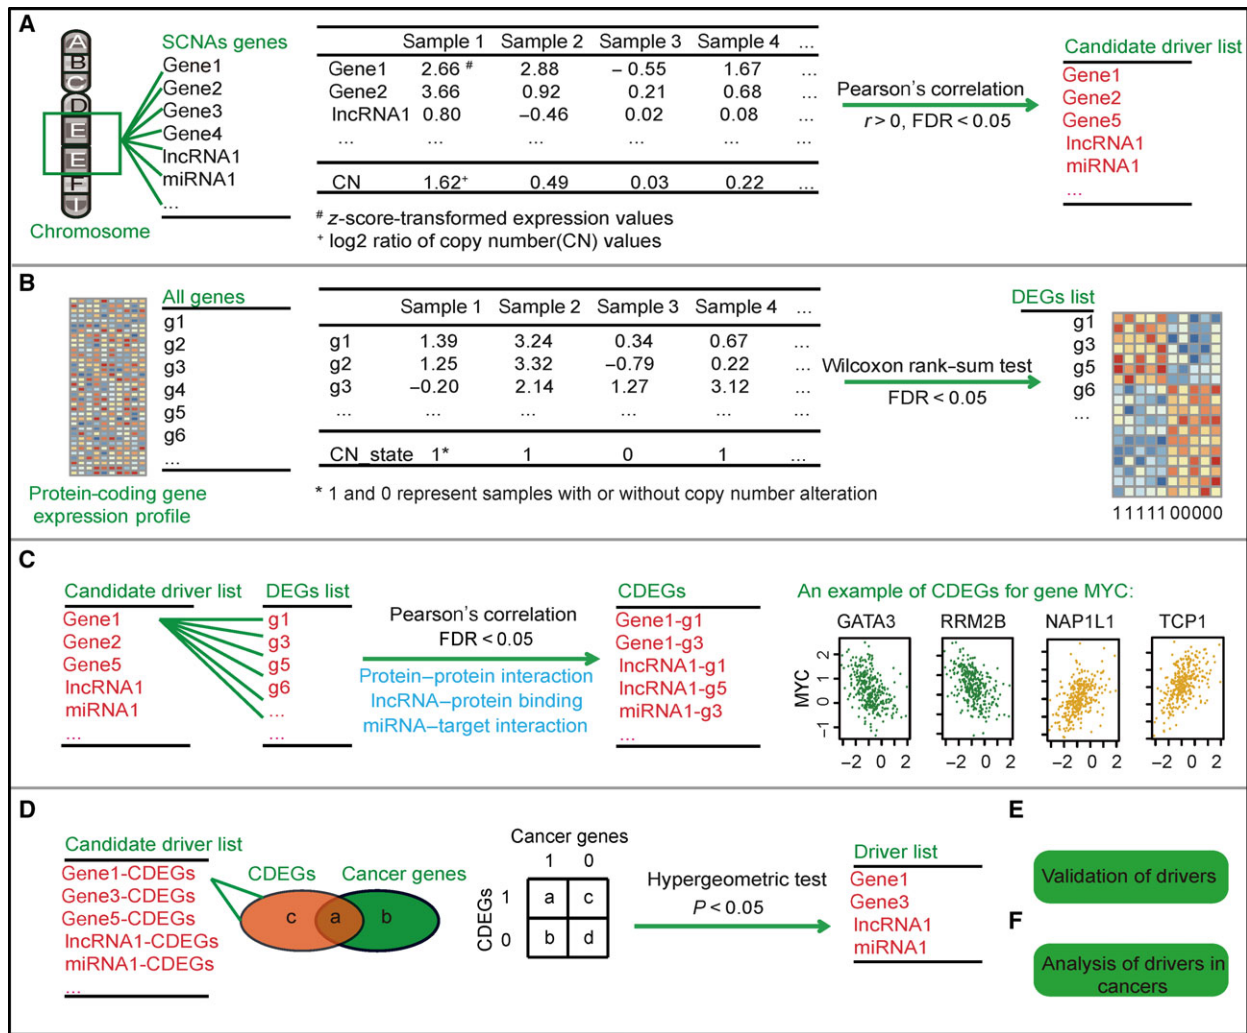 A
SCNAs genes
A
B
C
D
E
E
F
T
Gene1
Gene2
Gene3
Gene4
lncRNA1
miRNA1
...
Chromosome
Sample 1 Sample 2 Sample 3 Sample 4 ...
Gene1 2.66 # 2.88 − 0.55 1.67 ...
Gene2 3.66 0.92 0.21 0.68 ...
lncRNA1 0.80 −0.46 0.02 0.08 ...
... ... ... ... ...
CN 1.62+ 0.49 0.03 0.22 ...
# z-score-transformed expression values
+ log2 ratio of copy number(CN) values
Pearson's correlation
r > 0, FDR < 0.05
Candidate driver list
Gene1
Gene2
Gene5
lncRNA1
miRNA1
...
B
All genes
g1
g2
g3
g4
g5
g6
...
Protein-coding gene
expression profile
Sample 1 Sample 2 Sample 3 Sample 4 ...
g1 1.39 3.24 0.34 0.67 ...
g2 1.25 3.32 −0.79 0.22 ...
g3 −0.20 2.14 1.27 3.12 ...
... ... ... ... ... ...
CN_state 1* 1 0 1 ...
* 1 and 0 represent samples with or without copy number alteration
Wilcoxon rank–sum test
FDR < 0.05
DEGs list
g1
g3
g5
g6
...
1111100000
C
Candidate driver list
Gene1
Gene2
Gene5
lncRNA1
miRNA1
...
DEGs list
g1
g3
g5
g6
...
Pearson's correlation
FDR < 0.05
Protein–protein interaction
lncRNA–protein binding
miRNA–target interaction
CDEGs
Gene1-g1
Gene1-g3
lncRNA1-g1
lncRNA1-g5
miRNA1-g3
...
An example of CDEGs for gene MYC:
GATA3 RRM2B NAP1L1 TCP1
MYC
2
1
0
−1
−2 0 2 −2 0 2 −2 0 2 −2 0 2
D
Candidate driver list
Gene1-CDEGs
Gene3-CDEGs
Gene5-CDEGs
lncRNA1-CDEGs
miRNA1-CDEGs
...
CDEGs Cancer genes
c a b
Cancer genes
1 0
CDEGs
1 a c
0 b d
Hypergeometric test
P < 0.05
Driver list
Gene1
Gene3
lncRNA1
miRNA1
E
Validation of drivers
F
Analysis of drivers in
cancers